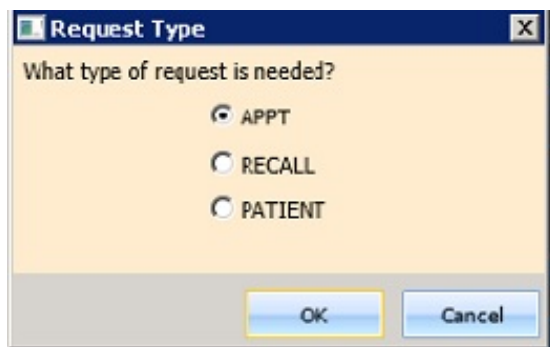 Request Type
What type of request is needed?
APPT
RECALL
PATIENT
OK Cancel